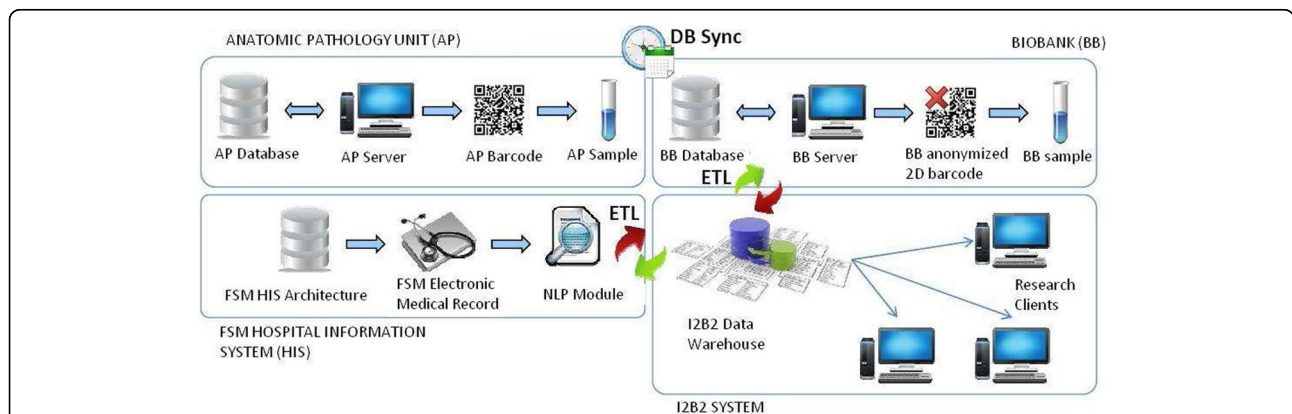 ANATOMIC PATHOLOGY UNIT (AP)
DB Sync
BIOBANK (BB)
AP Database
AP Server
AP Barcode
AP Sample
BB Database
BB Server
BB anonymized
2D barcode
BB sample
ETL
ETL
FSM HIS Architecture
FSM Electronic
Medical Record
NLP Module
FSM HOSPITAL INFORMATION
SYSTEM (HIS)
I2B2 Data
Warehouse
Research
Clients
I2B2 SYSTEM